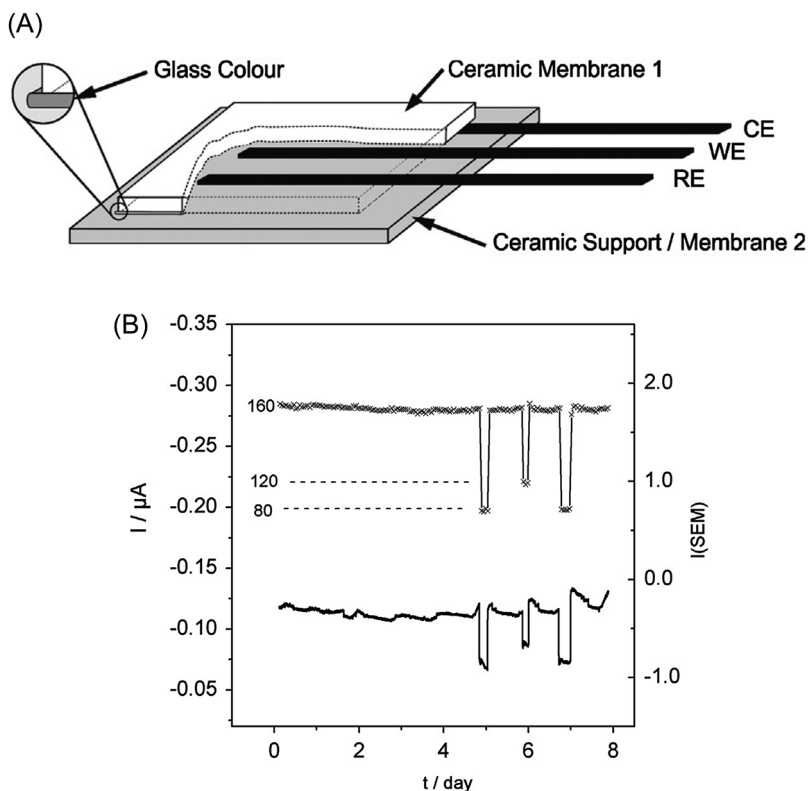 (A)
Glass Colour
Ceramic Membrane 1
CE
WE
RE
Ceramic Support / Membrane 2
(B)
-0.35
-0.30
-0.25
-0.20
-0.15
-0.10
-0.05
I / µA
160
120
80
2.0
1.0
0.0
-1.0
I(SEM)
0 2 4 6 8
t / day